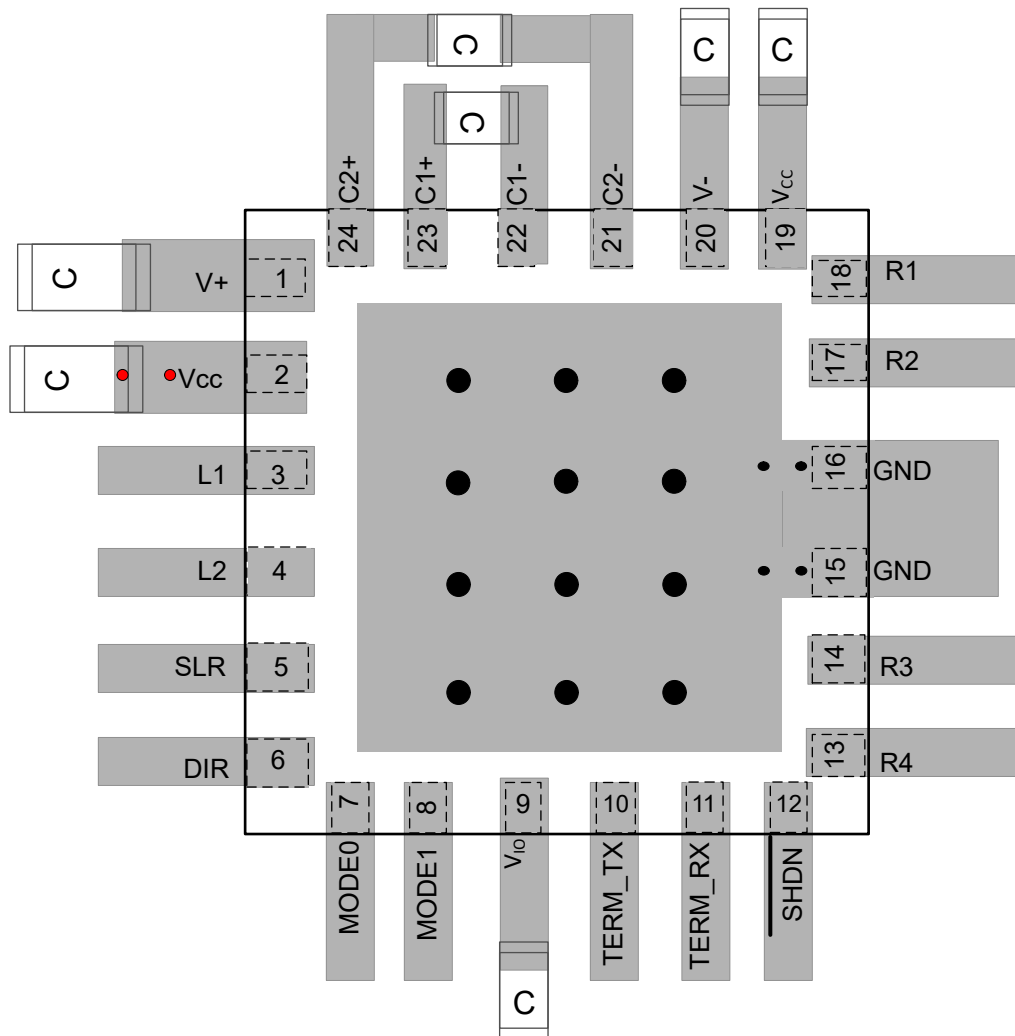 C
C
C
C
C2+
C1+
C1-
C2-
V-
Vcc
24
23
22
21
20
19
C
V+
1
18
R1
C
Vcc
2
17
R2
L1
3
16
GND
L2
4
15
GND
SLR
5
14
R3
DIR
6
13
R4
7
8
9
10
11
12
MODE0
MODE1
VIO
TERM_TX
TERM_RX
SHDN
C